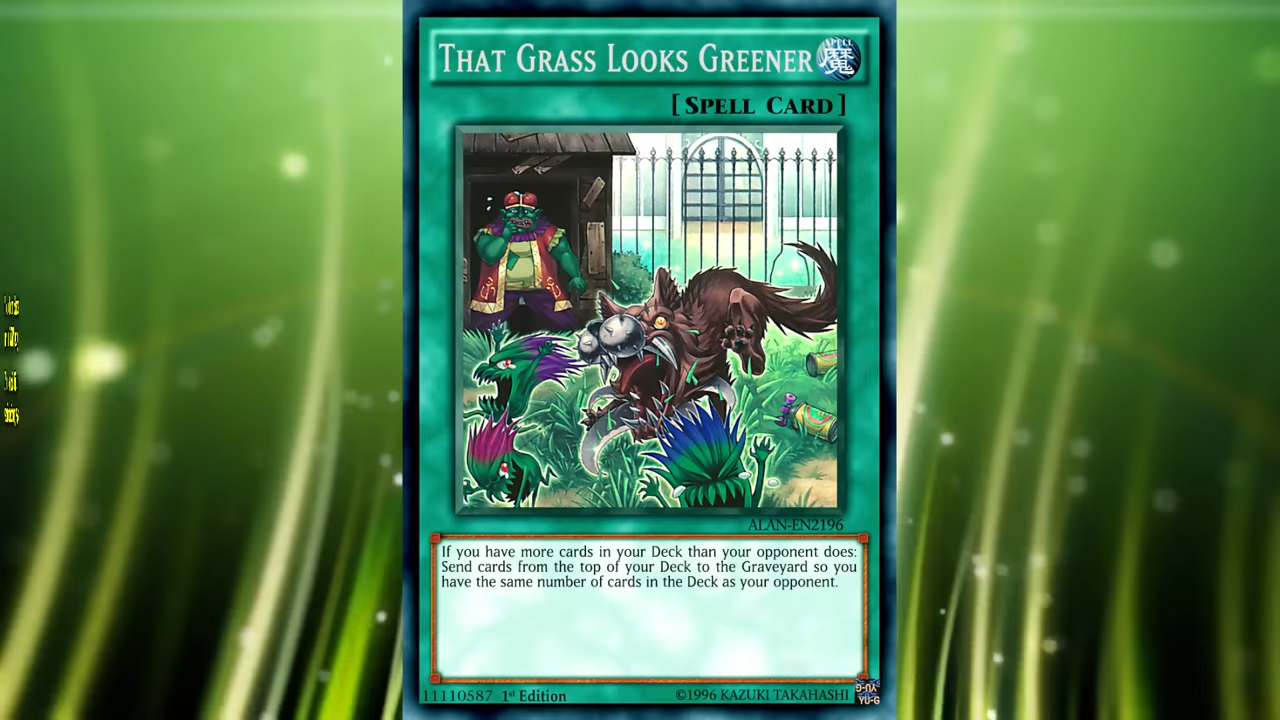 THAT GRASS LOOKS GREENER
魔
[SPELL CARD]
ALAN-EN2196
If you have more cards in your Deck than your opponent does:
Send cards from the top of your Deck to the Graveyard so you
have the same number of cards in the Deck as your opponent.
11110587 1st Edition ©1996 KAZUKI TAKAHASHI